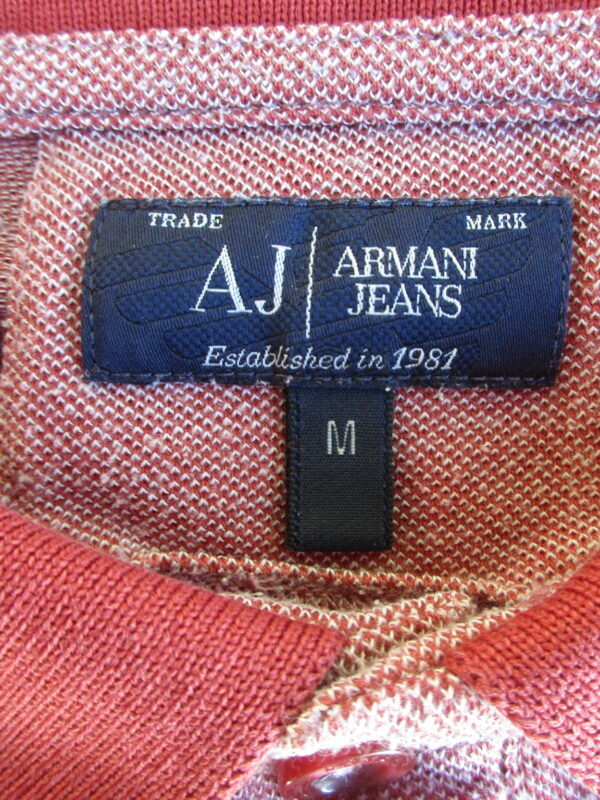 TRADE MARK
AJ ARMANI
JEANS
Established in 1981
M